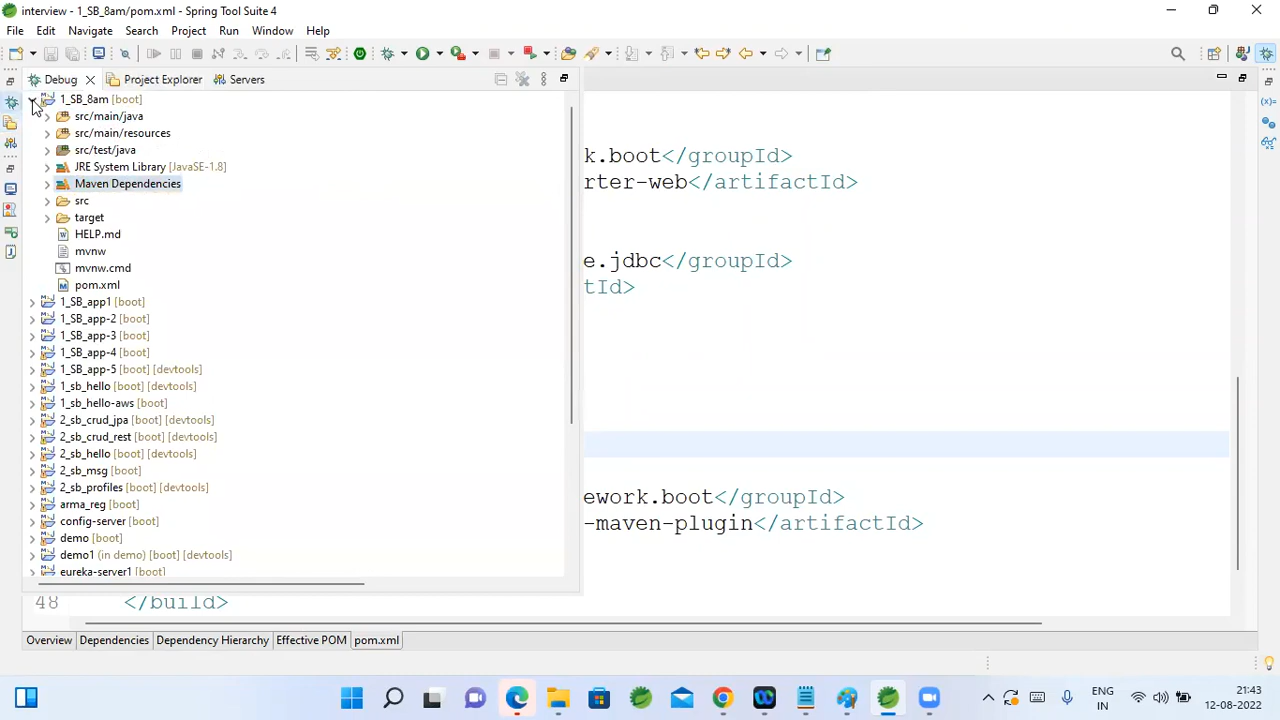 interview - 1_SB_8am/pom.xml - Spring Tool Suite 4
File Edit Navigate Search Project Run Window Help
Debug Project Explorer Servers
1_SB_8am [boot]
src/main/java
src/main/resources
src/test/java
JRE System Library [JavaSE-1.8]
Maven Dependencies
src
target
HELP.md
mvnw
mvnw.cmd
pom.xml
1_SB_app1 [boot]
1_SB_app-2 [boot]
1_SB_app-3 [boot]
1_SB_app-4 [boot]
1_SB_app-5 [boot] [devtools]
1_sb_hello [boot] [devtools]
1_sb_hello-aws [boot]
2_sb_crud_jpa [boot] [devtools]
2_sb_crud_rest [boot] [devtools]
2_sb_hello [boot] [devtools]
2_sb_msg [boot]
2_sb_profiles [boot] [devtools]
arma_reg [boot]
config-server [boot]
demo [boot]
demo1 (in demo) [boot] [devtools]
eureka-server1 [boot]
k.boot</groupId>
rter-web</artifactId>
e.jdbc</groupId>
tId>
ework.boot</groupId>
-maven-plugin</artifactId>
48 </build>
Overview Dependencies Dependency Hierarchy Effective POM pom.xml
ENG
IN
21:43
12-08-2022